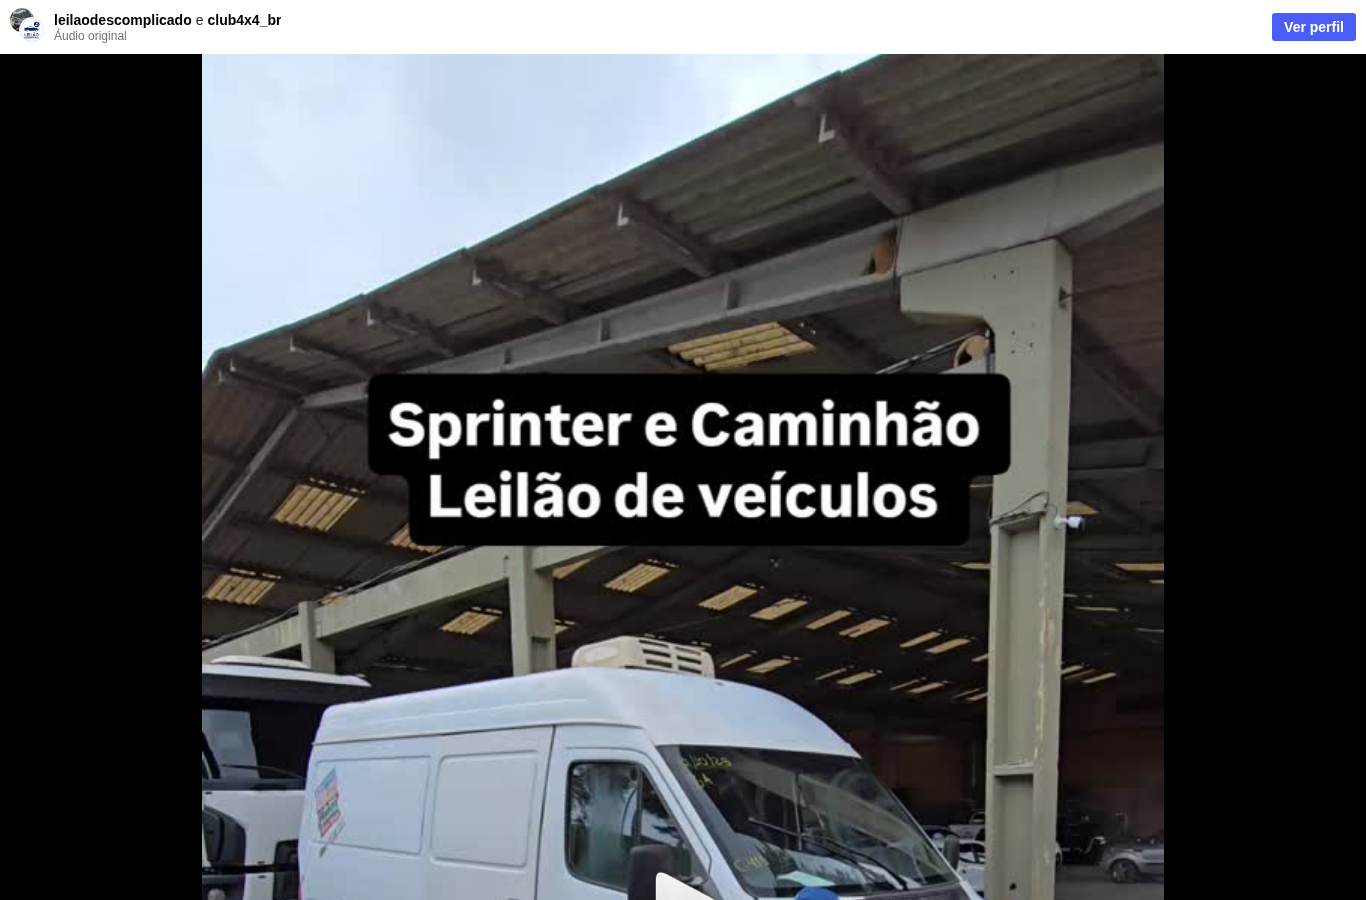 leilaodescomplicado e club4x4_br
Áudio original
Ver perfil
Sprinter e Caminhão
Leilão de veículos